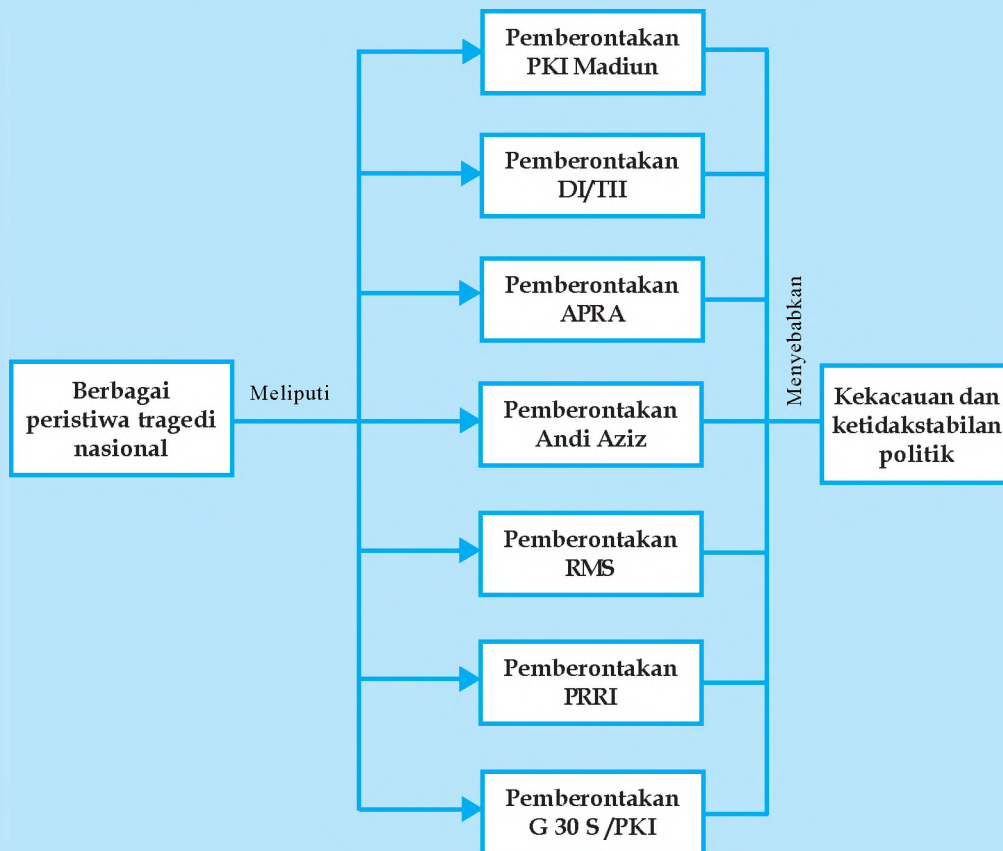 Berbagai
peristiwa tragedi
nasional
Meliputi
Pemberontakan
PKI Madiun
Pemberontakan
DI/TII
Pemberontakan
APRA
Pemberontakan
Andi Aziz
Pemberontakan
RMS
Pemberontakan
PRRI
Pemberontakan
G 30 S /PKI
Menyebabkan
Kekacauan dan
ketidakstabilan
politik